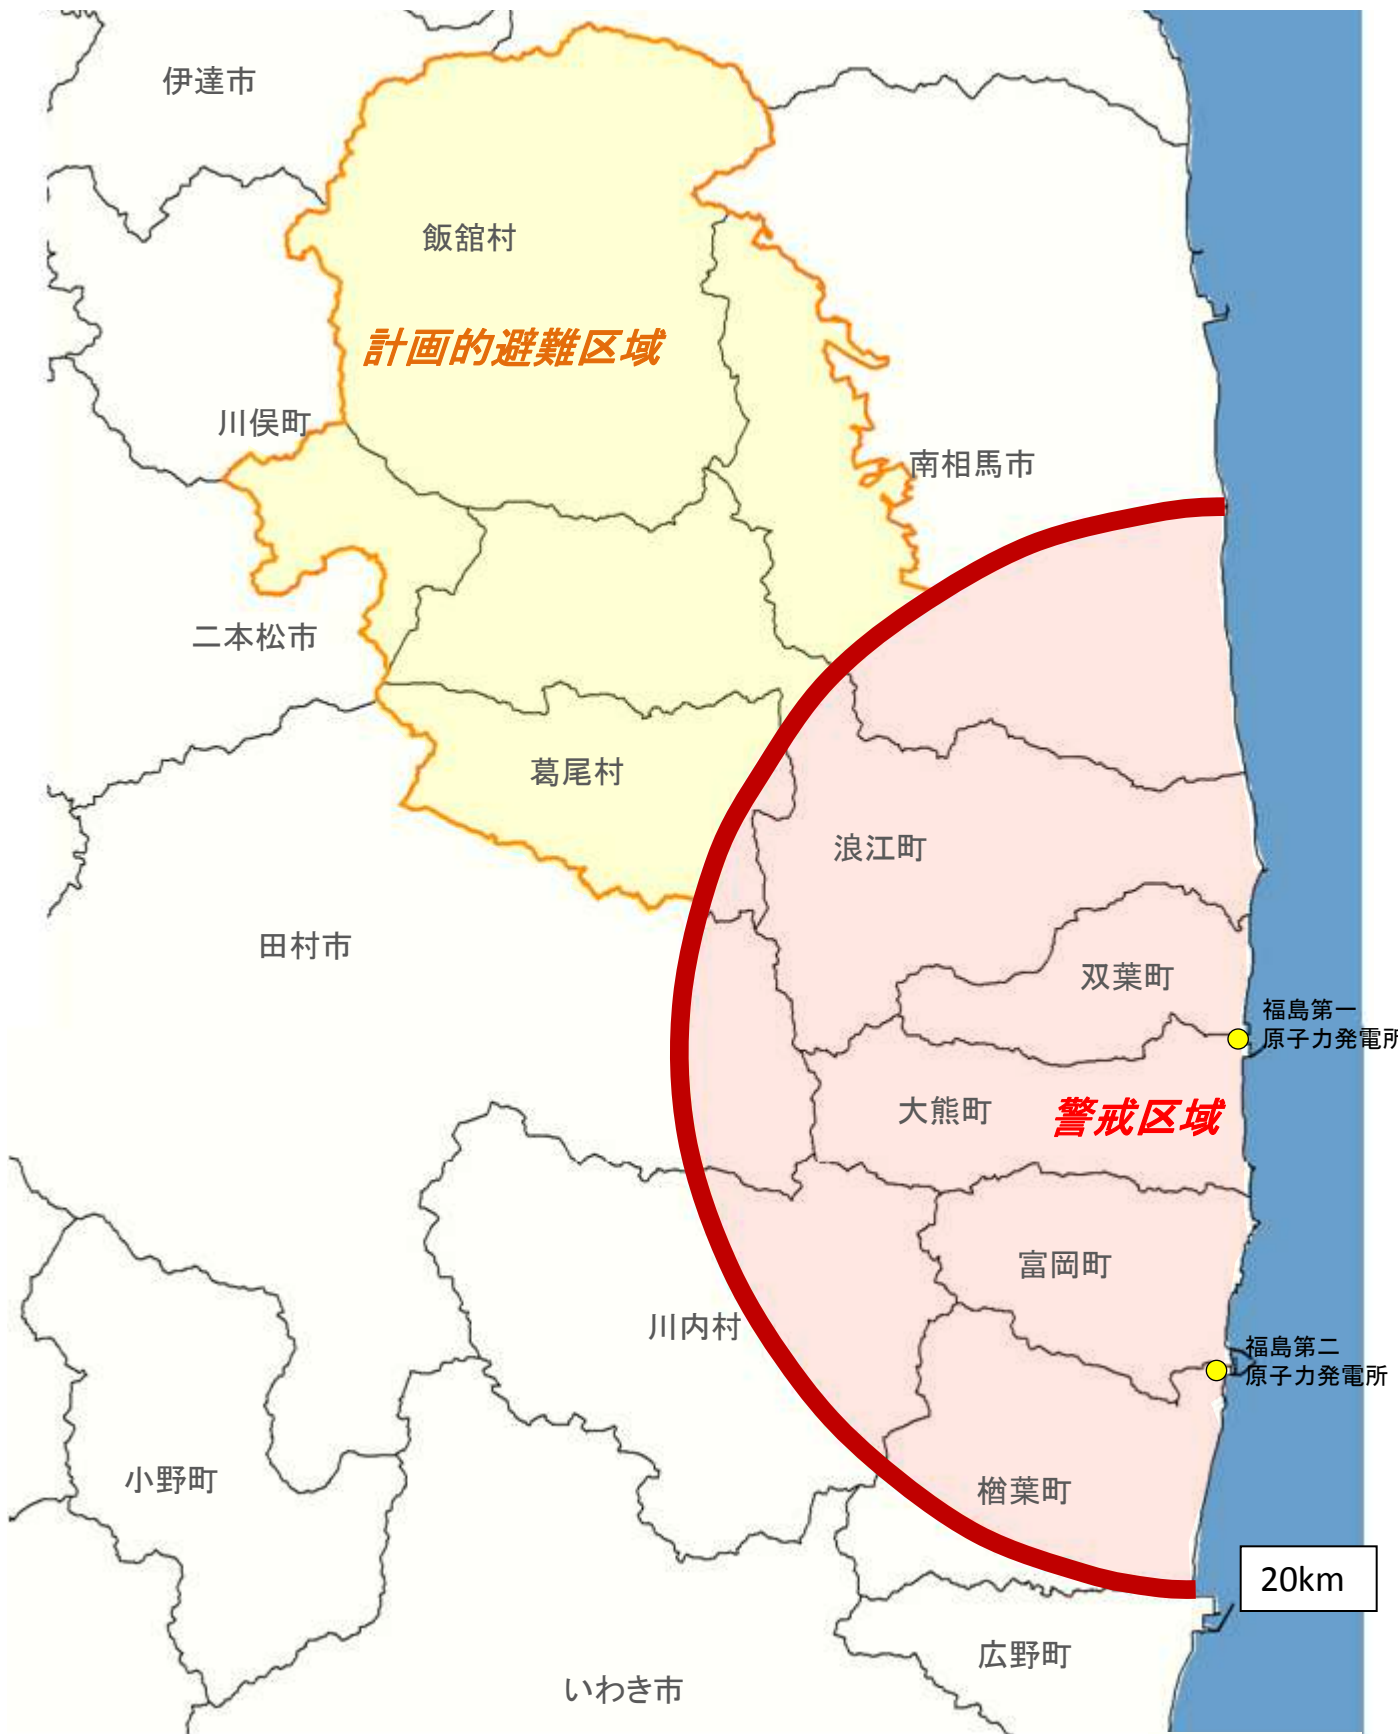 伊達市
飯舘村
計画的避難区域
川俣町
南相馬市
二本松市
葛尾村
浪江町
田村市
双葉町
福島第一
原子力発電所
大熊町
警戒区域
富岡町
川内村
福島第二
原子力発電所
小野町
楢葉町
20km
広野町
いわき市